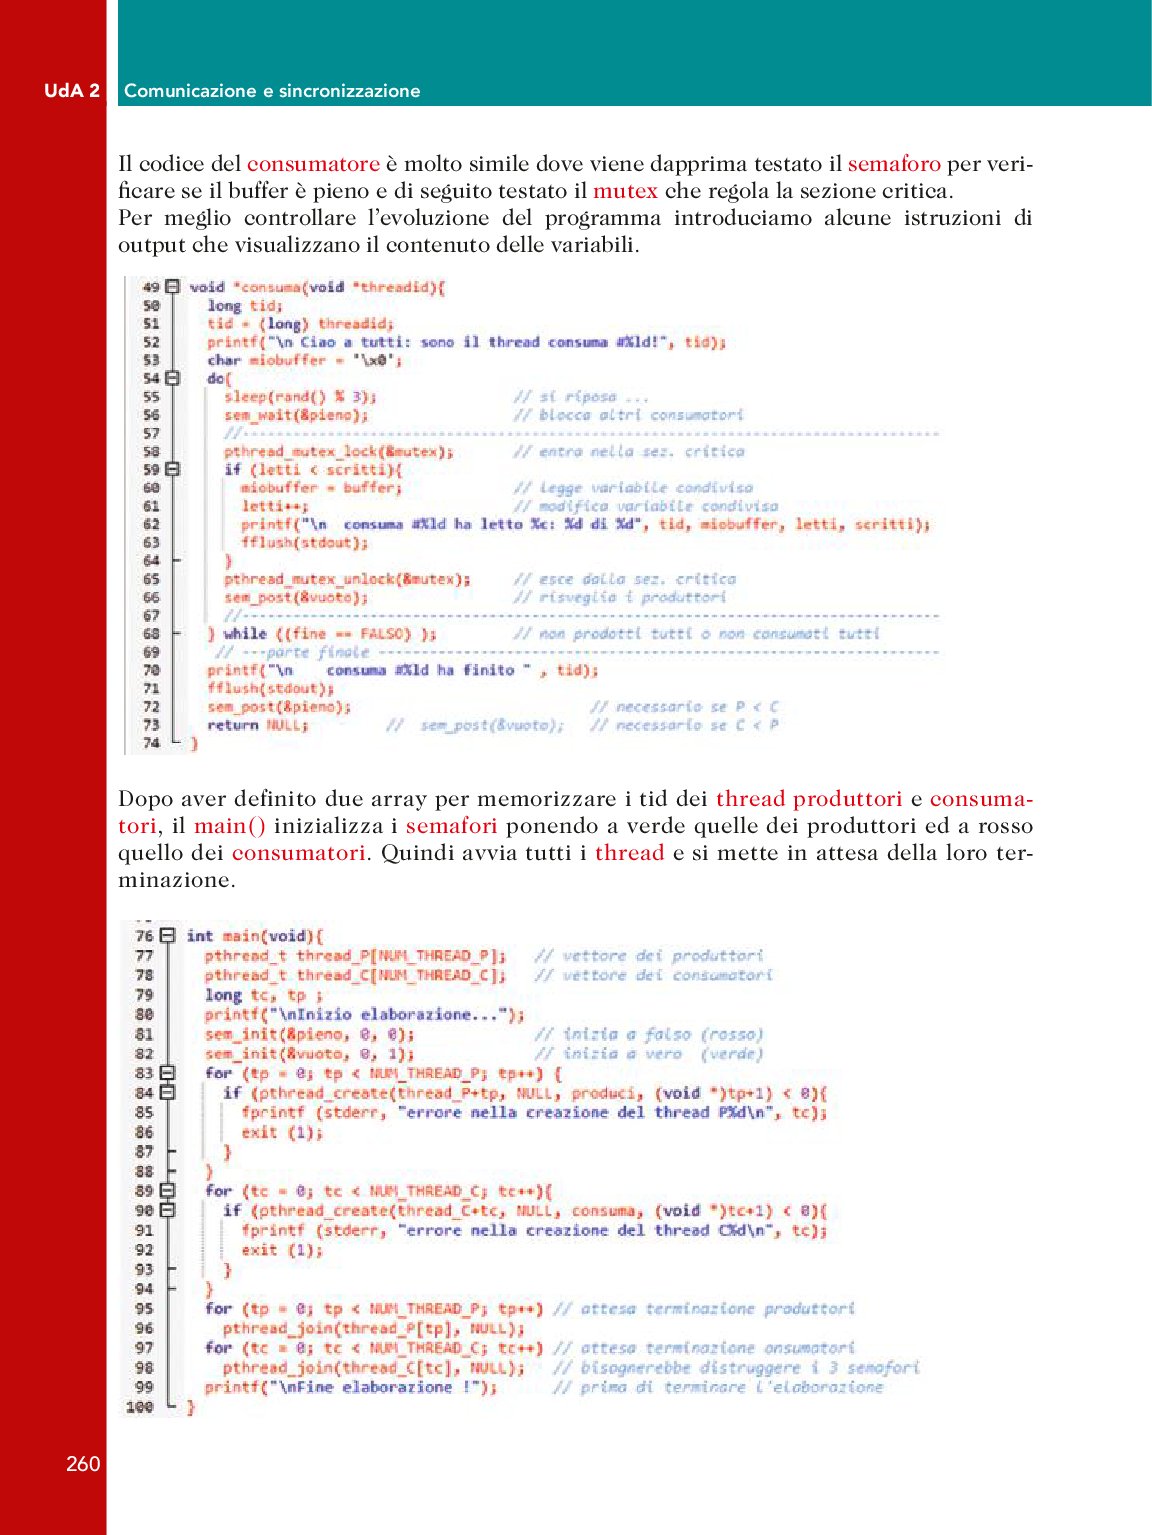 UdA 2 Comunicazione e sincronizzazione
Il codice del consumatore è molto simile dove viene dapprima testato il semaforo per veri-
ficare se il buffer è pieno e di seguito testato il mutex che regola la sezione critica.
Per meglio controllare l'evoluzione del programma introduciamo alcune istruzioni di
output che visualizzano il contenuto delle variabili.
49 void *consuma(void *threadid){
50 long tid;
51 tid = (long) threadid;
52 printf("\n Ciao a tutti: sono il thread consuma #%ld!", tid);
53 char miobuffer = '\x0';
54 do{
55 sleep(rand() % 3); // si riposa ...
56 sem_wait(&pieno); // blocca altri consumatori
57 //------------------------------------------------------------------------
58 pthread_mutex_lock(&mutex); // entra nella sez. critica
59 if (letti < scritti){
60 miobuffer = buffer; // legge variabile condivisa
61 letti++; // modifica variabile condivisa
62 printf("\n consuma #%ld ha letto %c: %d di %d", tid, miobuffer, letti, scritti);
63 fflush(stdout);
64 }
65 pthread_mutex_unlock(&mutex); // esce dalla sez. critica
66 sem_post(&vuoto); // risveglia i produttori
67 //------------------------------------------------------------------------
68 } while ((fine == FALSO) ); // non prodotti tutti o non consumati tutti
69 // ---parte finale ----------------------------------------------------------
70 printf("\n consuma #%ld ha finito " , tid);
71 fflush(stdout);
72 sem_post(&pieno); // necessario se P < C
73 return NULL; // sem_post(&vuoto); // necessario se C < P
74 }
Dopo aver definito due array per memorizzare i tid dei thread produttori e consuma-
tori, il main() inizializza i semafori ponendo a verde quelle dei produttori ed a rosso
quello dei consumatori. Quindi avvia tutti i thread e si mette in attesa della loro ter-
minazione.
76 int main(void){
77 pthread_t thread_P[NUM_THREAD_P]; // vettore dei produttori
78 pthread_t thread_C[NUM_THREAD_C]; // vettore dei consumatori
79 long tc, tp ;
80 printf("\nInizio elaborazione...");
81 sem_init(&pieno, 0, 0); // inizia a falso (rosso)
82 sem_init(&vuoto, 0, 1); // inizia a vero (verde)
83 for (tp = 0; tp < NUM_THREAD_P; tp++) {
84 if (pthread_create(thread_P+tp, NULL, produci, (void *)tp+1) < 0){
85 fprintf (stderr, "errore nella creazione del thread P%d\n", tc);
86 exit (1);
87 }
88 }
89 for (tc = 0; tc < NUM_THREAD_C; tc++){
90 if (pthread_create(thread_C+tc, NULL, consuma, (void *)tc+1) < 0){
91 fprintf (stderr, "errore nella creazione del thread C%d\n", tc);
92 exit (1);
93 }
94 }
95 for (tp = 0; tp < NUM_THREAD_P; tp++) // attesa terminazione produttori
96 pthread_join(thread_P[tp], NULL);
97 for (tc = 0; tc < NUM_THREAD_C; tc++) // attesa terminazione onsumatori
98 pthread_join(thread_C[tc], NULL); // bisognerebbe distruggere i 3 semafori
99 printf("\nFine elaborazione !"); // prima di terminare l'elaborazione
100 }
260